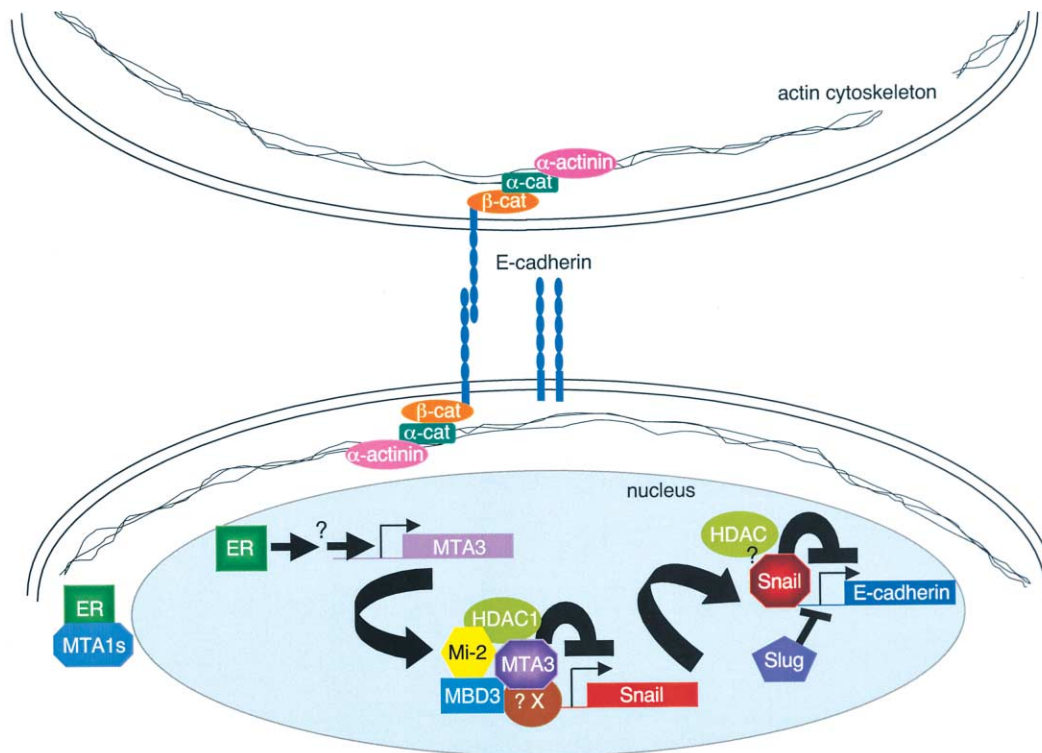 actin cytoskeleton
α-actinin
α-cat
β-cat
E-cadherin
β-cat
α-cat
α-actinin
nucleus
HDAC
?
ER
?
MTA3
Snail
E-cadherin
ER
MTA1s
HDAC1
Mi-2
MTA3
Slug
MBD3
? X
Snail